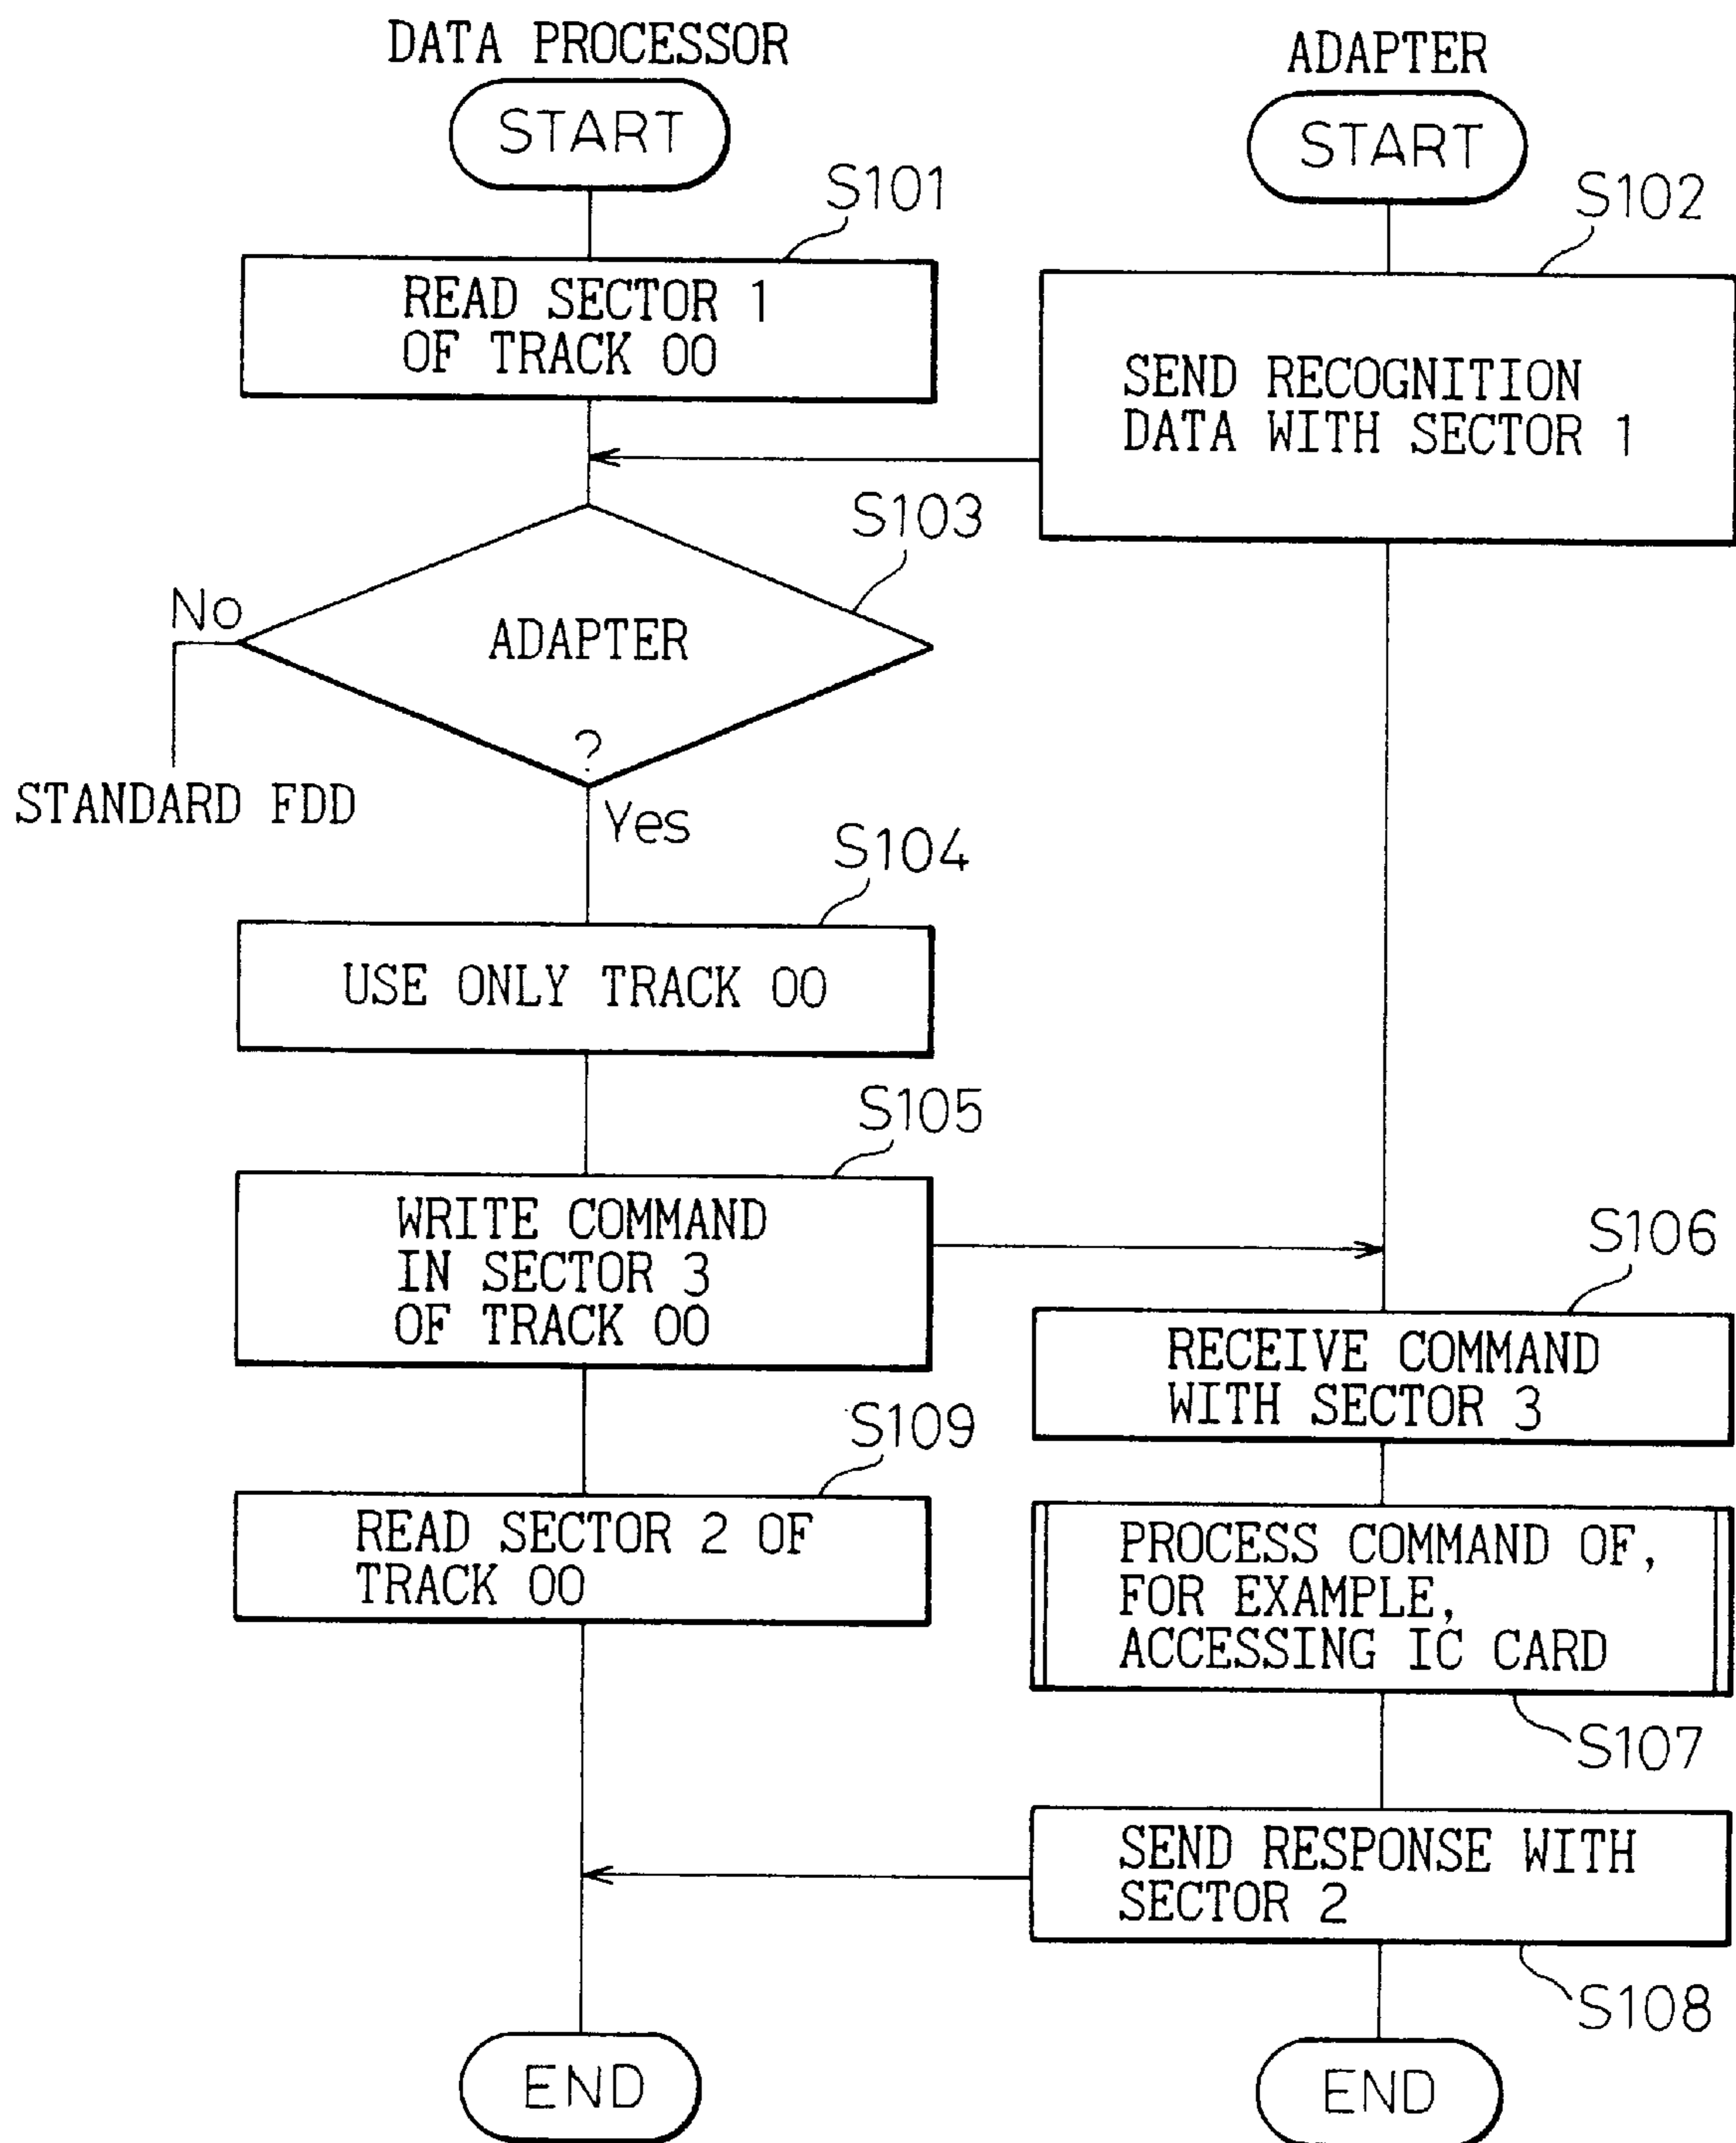 DATA PROCESSOR
START
S101
READ SECTOR 1
OF TRACK 00
S103
ADAPTER
?
No
STANDARD FDD
Yes
S104
USE ONLY TRACK 00
S105
WRITE COMMAND
IN SECTOR 3
OF TRACK 00
S109
READ SECTOR 2 OF
TRACK 00
END
ADAPTER
START
S102
SEND RECOGNITION
DATA WITH SECTOR 1
S106
RECEIVE COMMAND
WITH SECTOR 3
PROCESS COMMAND OF,
FOR EXAMPLE,
ACCESSING IC CARD
S107
SEND RESPONSE WITH
SECTOR 2
S108
END